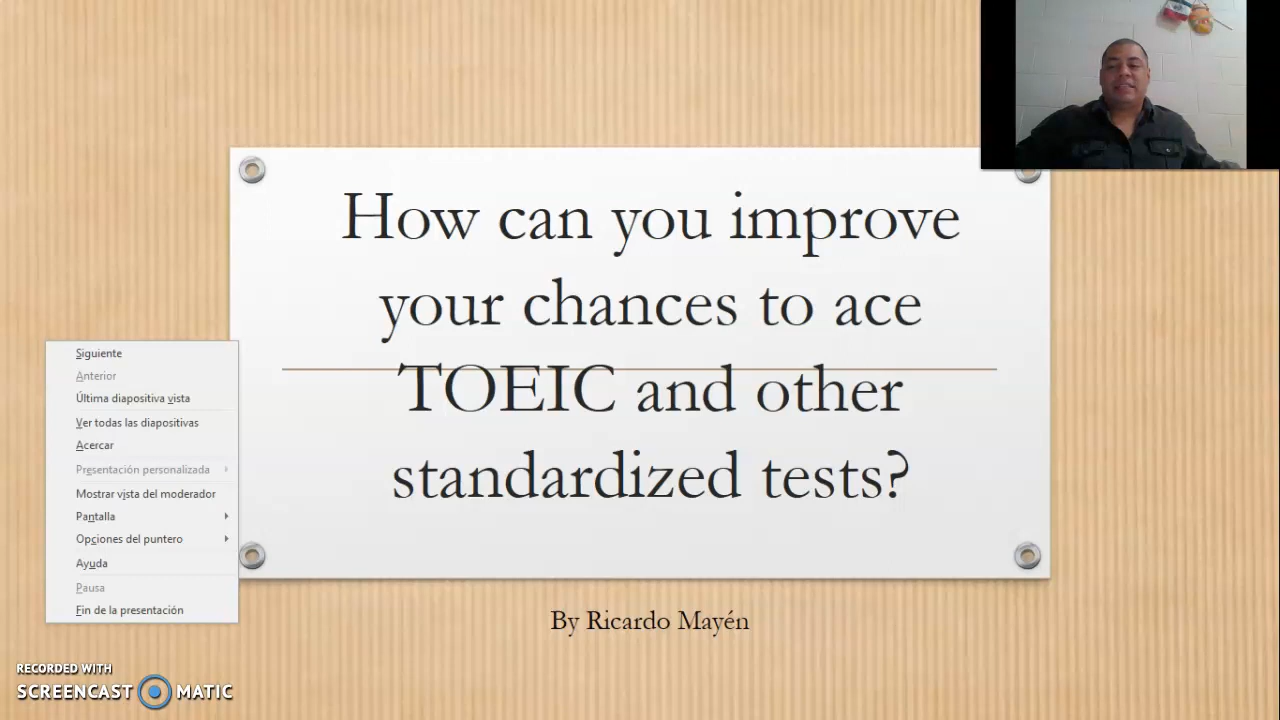 How can you improve
your chances to ace
TOEIC and other
standardized tests?
By Ricardo Mayén
Siguiente
Anterior
Última diapositiva vista
Ver todas las diapositivas
Acercar
Presentación personalizada
Mostrar vista del moderador
Pantalla
Opciones del puntero
Ayuda
Pausa
Fin de la presentación
RECORDED WITH
SCREENCAST MATIC